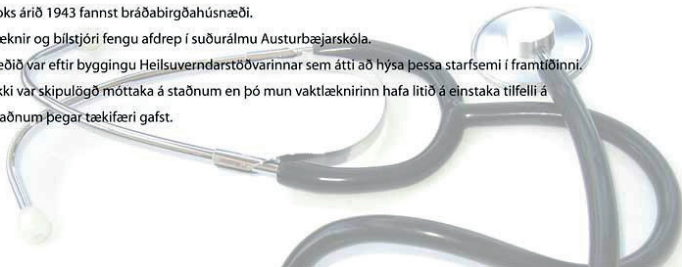 oks árið 1943 fannst bráðabirgðahúsnæði.
æknir og bílstjóri fengu afdrep í suðurálmu Austurbæjarskóla.
eðið var eftir byggingu Heilsuverndarstöðvarinnar sem átti að hýsa þessa starfsemi í framtíðinni.
kki var skipulögð móttaka á staðnum en þó mun vaktlæknirinn hafa litið á einstaka tilfelli á
aðnum þegar tækifæri gafst.